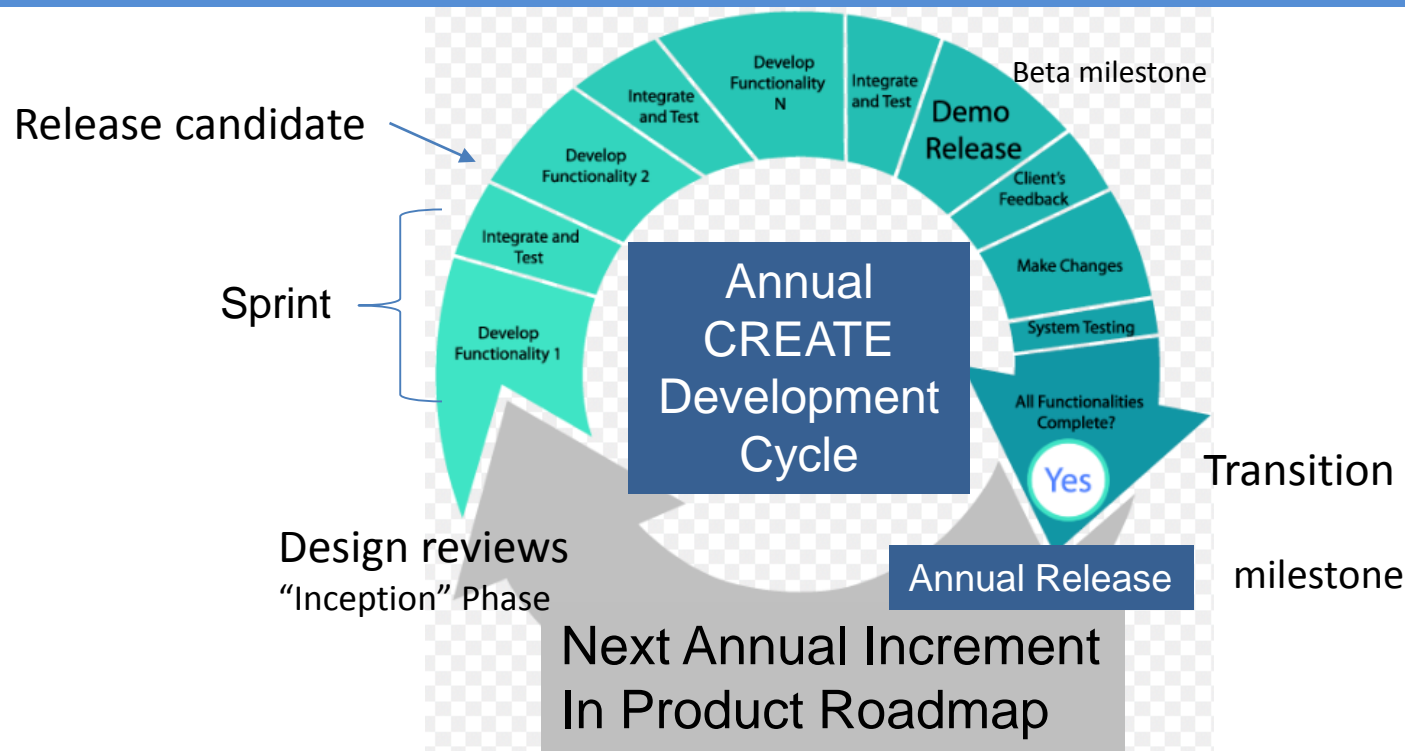 Release candidate
Sprint
Develop
Functionality 1
Integrate and
Test
Develop
Functionality 2
Integrate
and Test
Develop
Functionality
N
Integrate
and Test
Demo
Release
Beta milestone
Client's
Feedback
Make Changes
System Testing
All Functionalities
Complete?
Yes
Transition
Annual
CREATE
Development
Cycle
Design reviews
“Inception” Phase
Annual Release
milestone
Next Annual Increment
In Product Roadmap